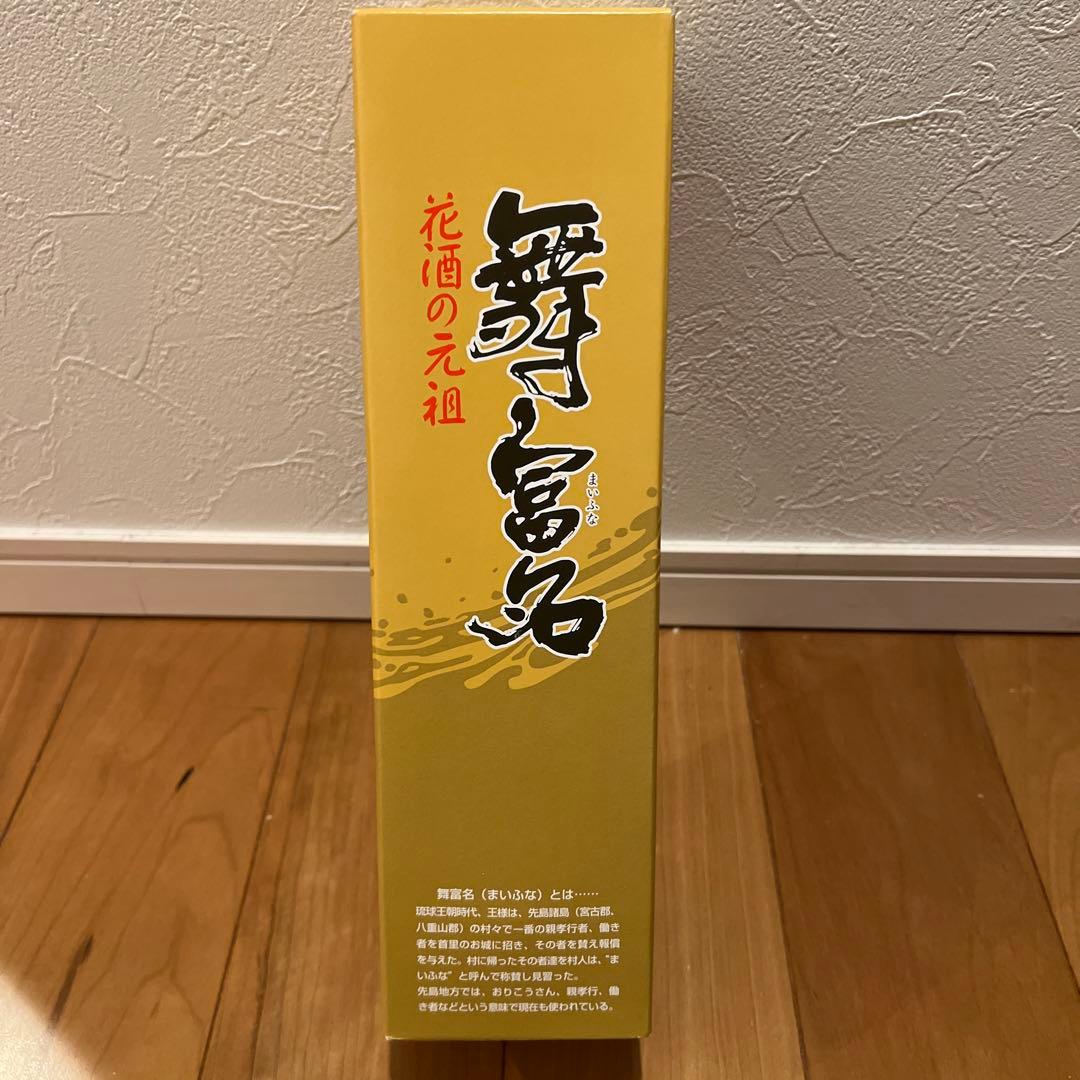 舞富名
まいふな
花酒の元祖
舞富名（まいふな）とは……
琉球王朝時代、王様は、先島諸島（宮古郡、
八重山郡）の村々で一番の親孝行者、働き
者を首里のお城に招き、その者を賛え報償
を与えた。村に帰ったその者達を村人は、“ま
いふな”と呼んで称賛し見習った。
先島地方では、おりこうさん、親孝行、働
き者などという意味で現在も使われている。